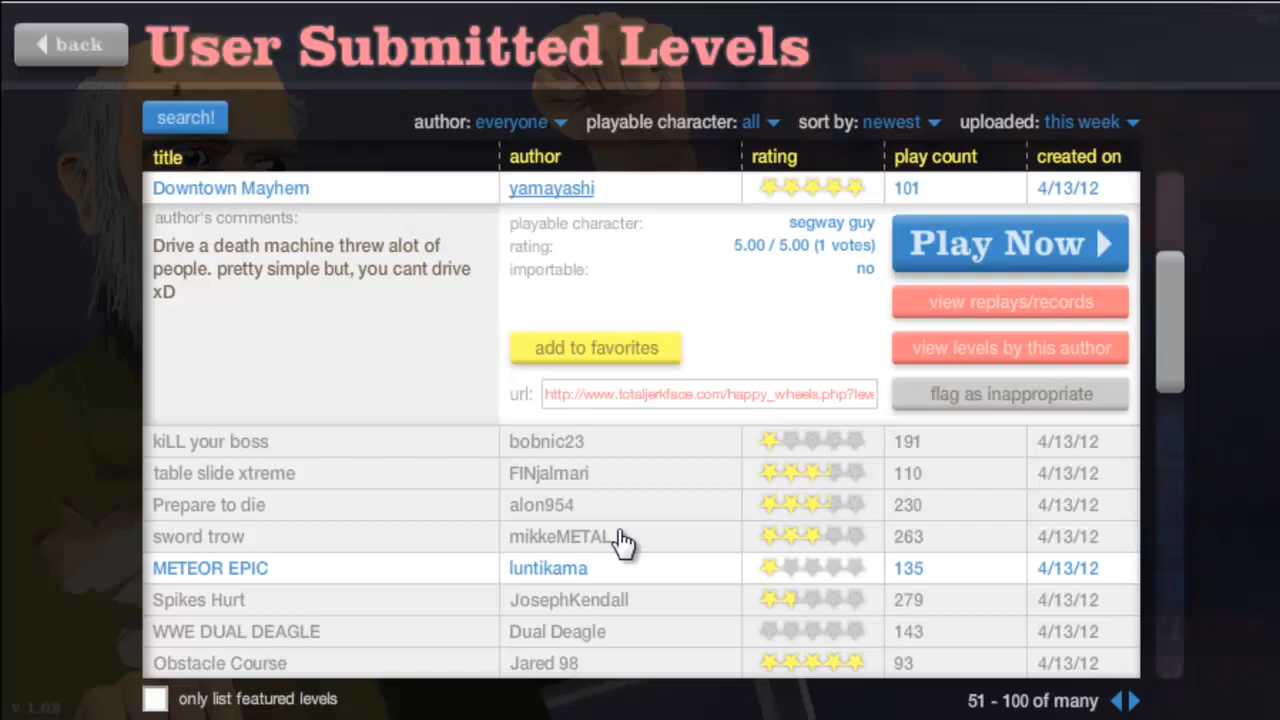 back
User Submitted Levels
search!
author: everyone playable character: all sort by: newest uploaded: this week
title author rating play count created on
Downtown Mayhem yamayashi 101 4/13/12
author's comments:
Drive a death machine threw alot of
people. pretty simple but, you cant drive
xD
playable character: segway guy
rating: 5.00 / 5.00 (1 votes)
importable: no
add to favorites
url: http://www.totaljerkface.com/happy_wheels.php?lev
Play Now
view replays/records
view levels by this author
flag as inappropriate
kiLL your boss bobnic23 191 4/13/12
table slide xtreme FINjalmari 110 4/13/12
Prepare to die alon954 230 4/13/12
sword trow mikkeMETAL 263 4/13/12
METEOR EPIC luntikama 135 4/13/12
Spikes Hurt JosephKendall 279 4/13/12
WWE DUAL DEAGLE Dual Deagle 143 4/13/12
Obstacle Course Jared 98 93 4/13/12
only list featured levels 51 - 100 of many